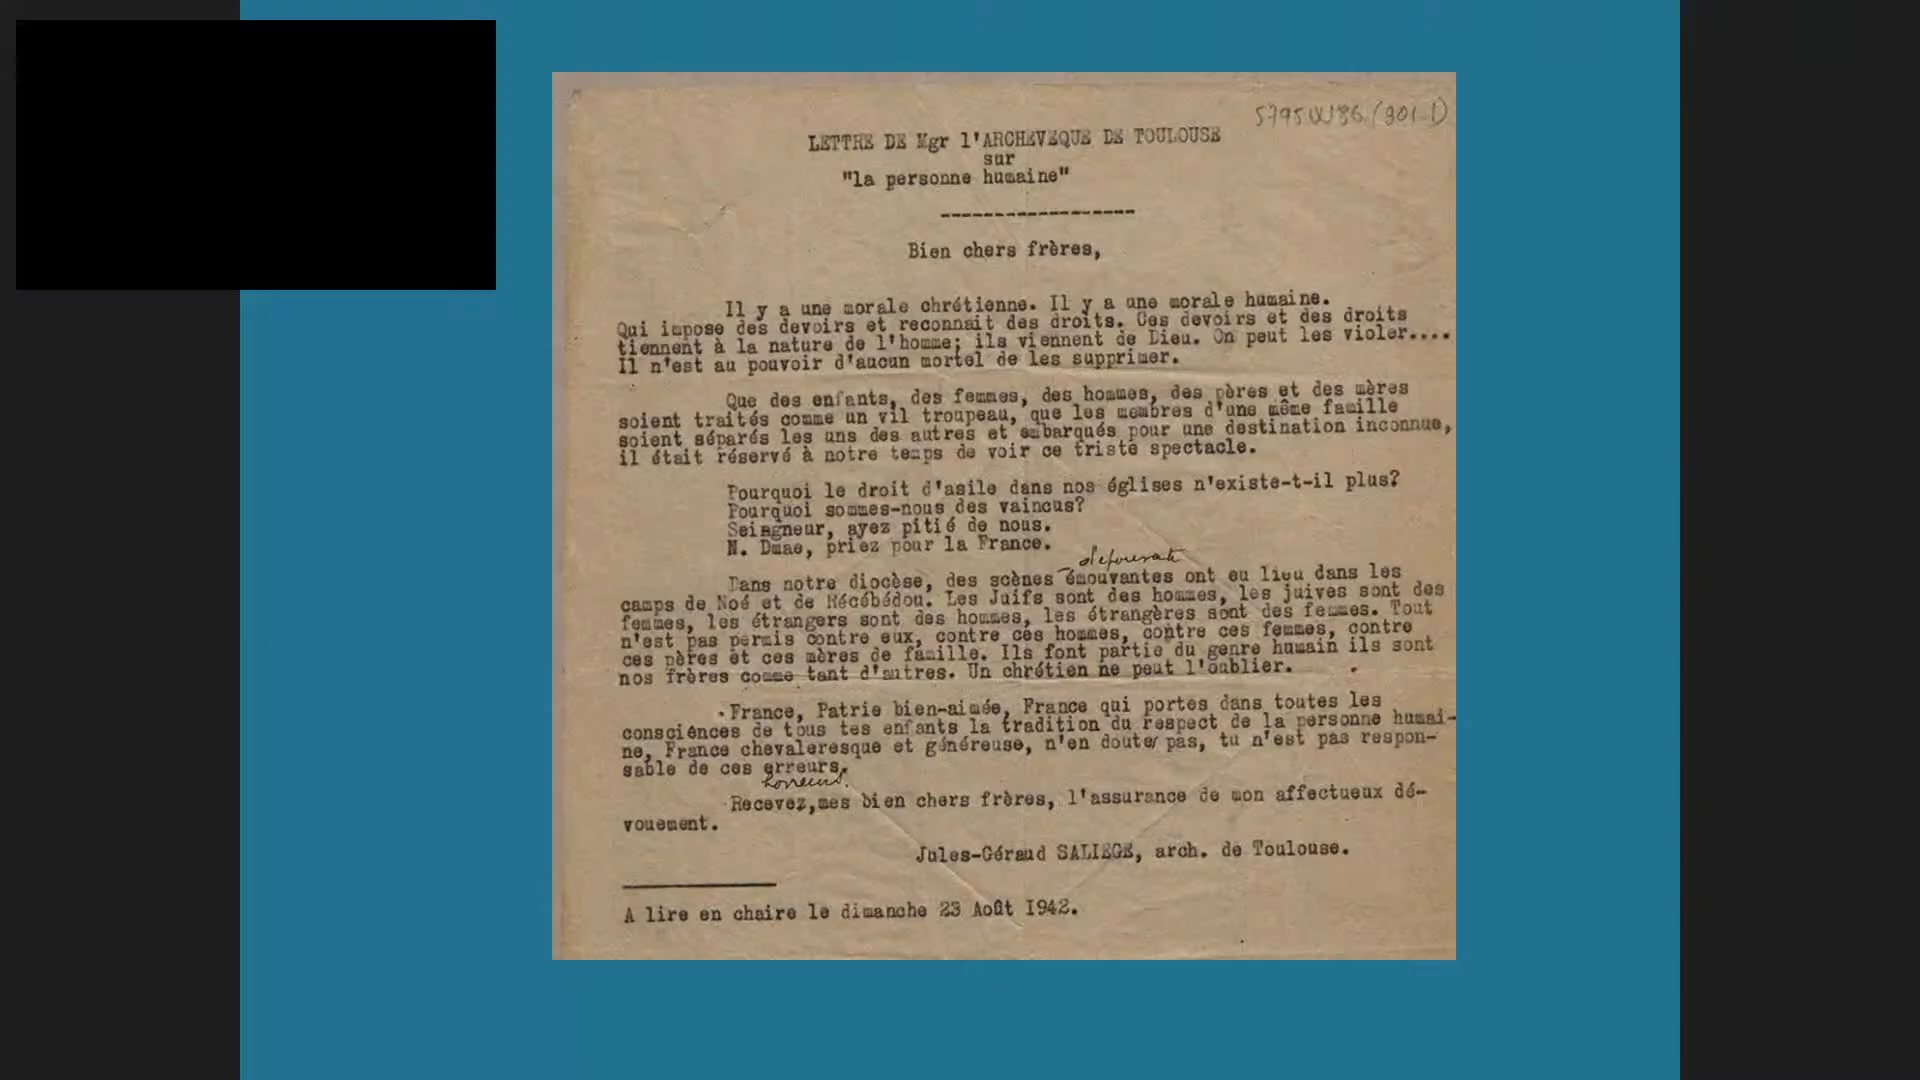 5795W86 (301.1)
LETTRE DE Mgr l'ARCHEVEQUE DE TOULOUSE
sur
"la personne humaine"
Bien chers frères,
Il y a une morale chrétienne. Il y a une morale humaine.
Qui impose des devoirs et reconnait des droits. Ces devoirs et des droits
tiennent à la nature de l'homme; ils viennent de Dieu. On peut les violer....
Il n'est au pouvoir d'aucun mortel de les supprimer.
Que des enfants, des femmes, des hommes, des pères et des mères
soient traités comme un vil troupeau, que les membres d'une même famille
soient séparés les uns des autres et embarqués pour une destination inconnue,
il était réservé à notre temps de voir ce triste spectacle.
Pourquoi le droit d'asile dans nos églises n'existe-t-il plus?
Pourquoi sommes-nous des vaincus?
Seiagneur, ayez pitié de nous.
N. Dmae, priez pour la France.
Dans notre diocèse, des scènes émouvantes ont eu lieu dans les
camps de Noé et de Récébédou. Les Juifs sont des hommes, les juives sont des
femmes, les étrangers sont des hommes, les étrangères sont des femmes. Tout
n'est pas permis contre eux, contre ces hommes, contre ces femmes, contre
ces pères et ces mères de famille. Ils font partie du genre humain ils sont
nos frères comme tant d'autres. Un chrétien ne peut l'oublier.
France, Patrie bien-aimée, France qui portes dans toutes les
consciences de tous tes enfants la tradition du respect de la personne humai-
ne, France chevaleresque et généreuse, n'en doute pas, tu n'est pas respon-
sable de ces erreurs.
horreurs.
Recevez,mes bien chers frères, l'assurance de mon affectueux dé-
vouement.
Jules-Géraud SALIEGE, arch. de Toulouse.
A lire en chaire le dimanche 23 Août 1942.